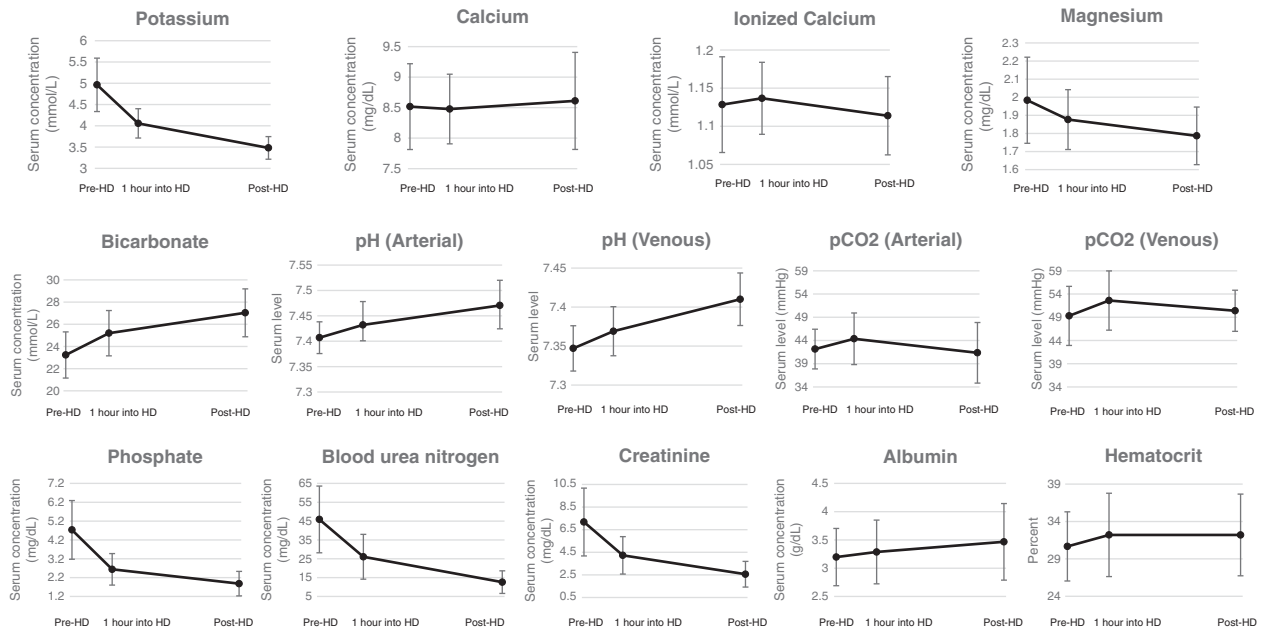 Potassium
Serum concentration
(mmol/L)
6
5.5
5
4.5
4
3.5
3
Pre-HD 1 hour into HD Post-HD
Calcium
Serum concentration
(mg/dL)
9.5
9
8.5
8
7.5
Pre-HD 1 hour into HD Post-HD
Ionized Calcium
Serum concentration
(mmol/L)
1.2
1.15
1.1
1.05
Pre-HD 1 hour into HD Post-HD
Magnesium
Serum concentration
(mg/dL)
2.3
2.2
2.1
2
1.9
1.8
1.7
1.6
Pre-HD 1 hour into HD Post-HD
Bicarbonate
Serum concentration
(mmol/L)
30
28
26
24
22
20
Pre-HD 1 hour into HD Post-HD
pH (Arterial)
Serum level
7.55
7.5
7.45
7.4
7.35
7.3
Pre-HD 1 hour into HD Post-HD
pH (Venous)
Serum level
7.45
7.4
7.35
7.3
Pre-HD 1 hour into HD Post-HD
pCO2 (Arterial)
Serum level (mmHg)
59
54
49
44
39
34
Pre-HD 1 hour into HD Post-HD
pCO2 (Venous)
Serum level (mmHg)
59
54
49
44
39
34
Pre-HD 1 hour into HD Post-HD
Phosphate
Serum concentration
(mg/dL)
7.2
6.2
5.2
4.2
3.2
2.2
1.2
Pre-HD 1 hour into HD Post-HD
Blood urea nitrogen
Serum concentration
(mg/dL)
65
55
45
35
25
15
5
Pre-HD 1 hour into HD Post-HD
Creatinine
Serum concentration
(mg/dL)
10.5
8.5
6.5
4.5
2.5
0.5
Pre-HD 1 hour into HD Post-HD
Albumin
Serum concentration
(g/dL)
4.5
4
3.5
3
2.5
Pre-HD 1 hour into HD Post-HD
Hematocrit
Percent
39
34
29
24
Pre-HD 1 hour into HD Post-HD